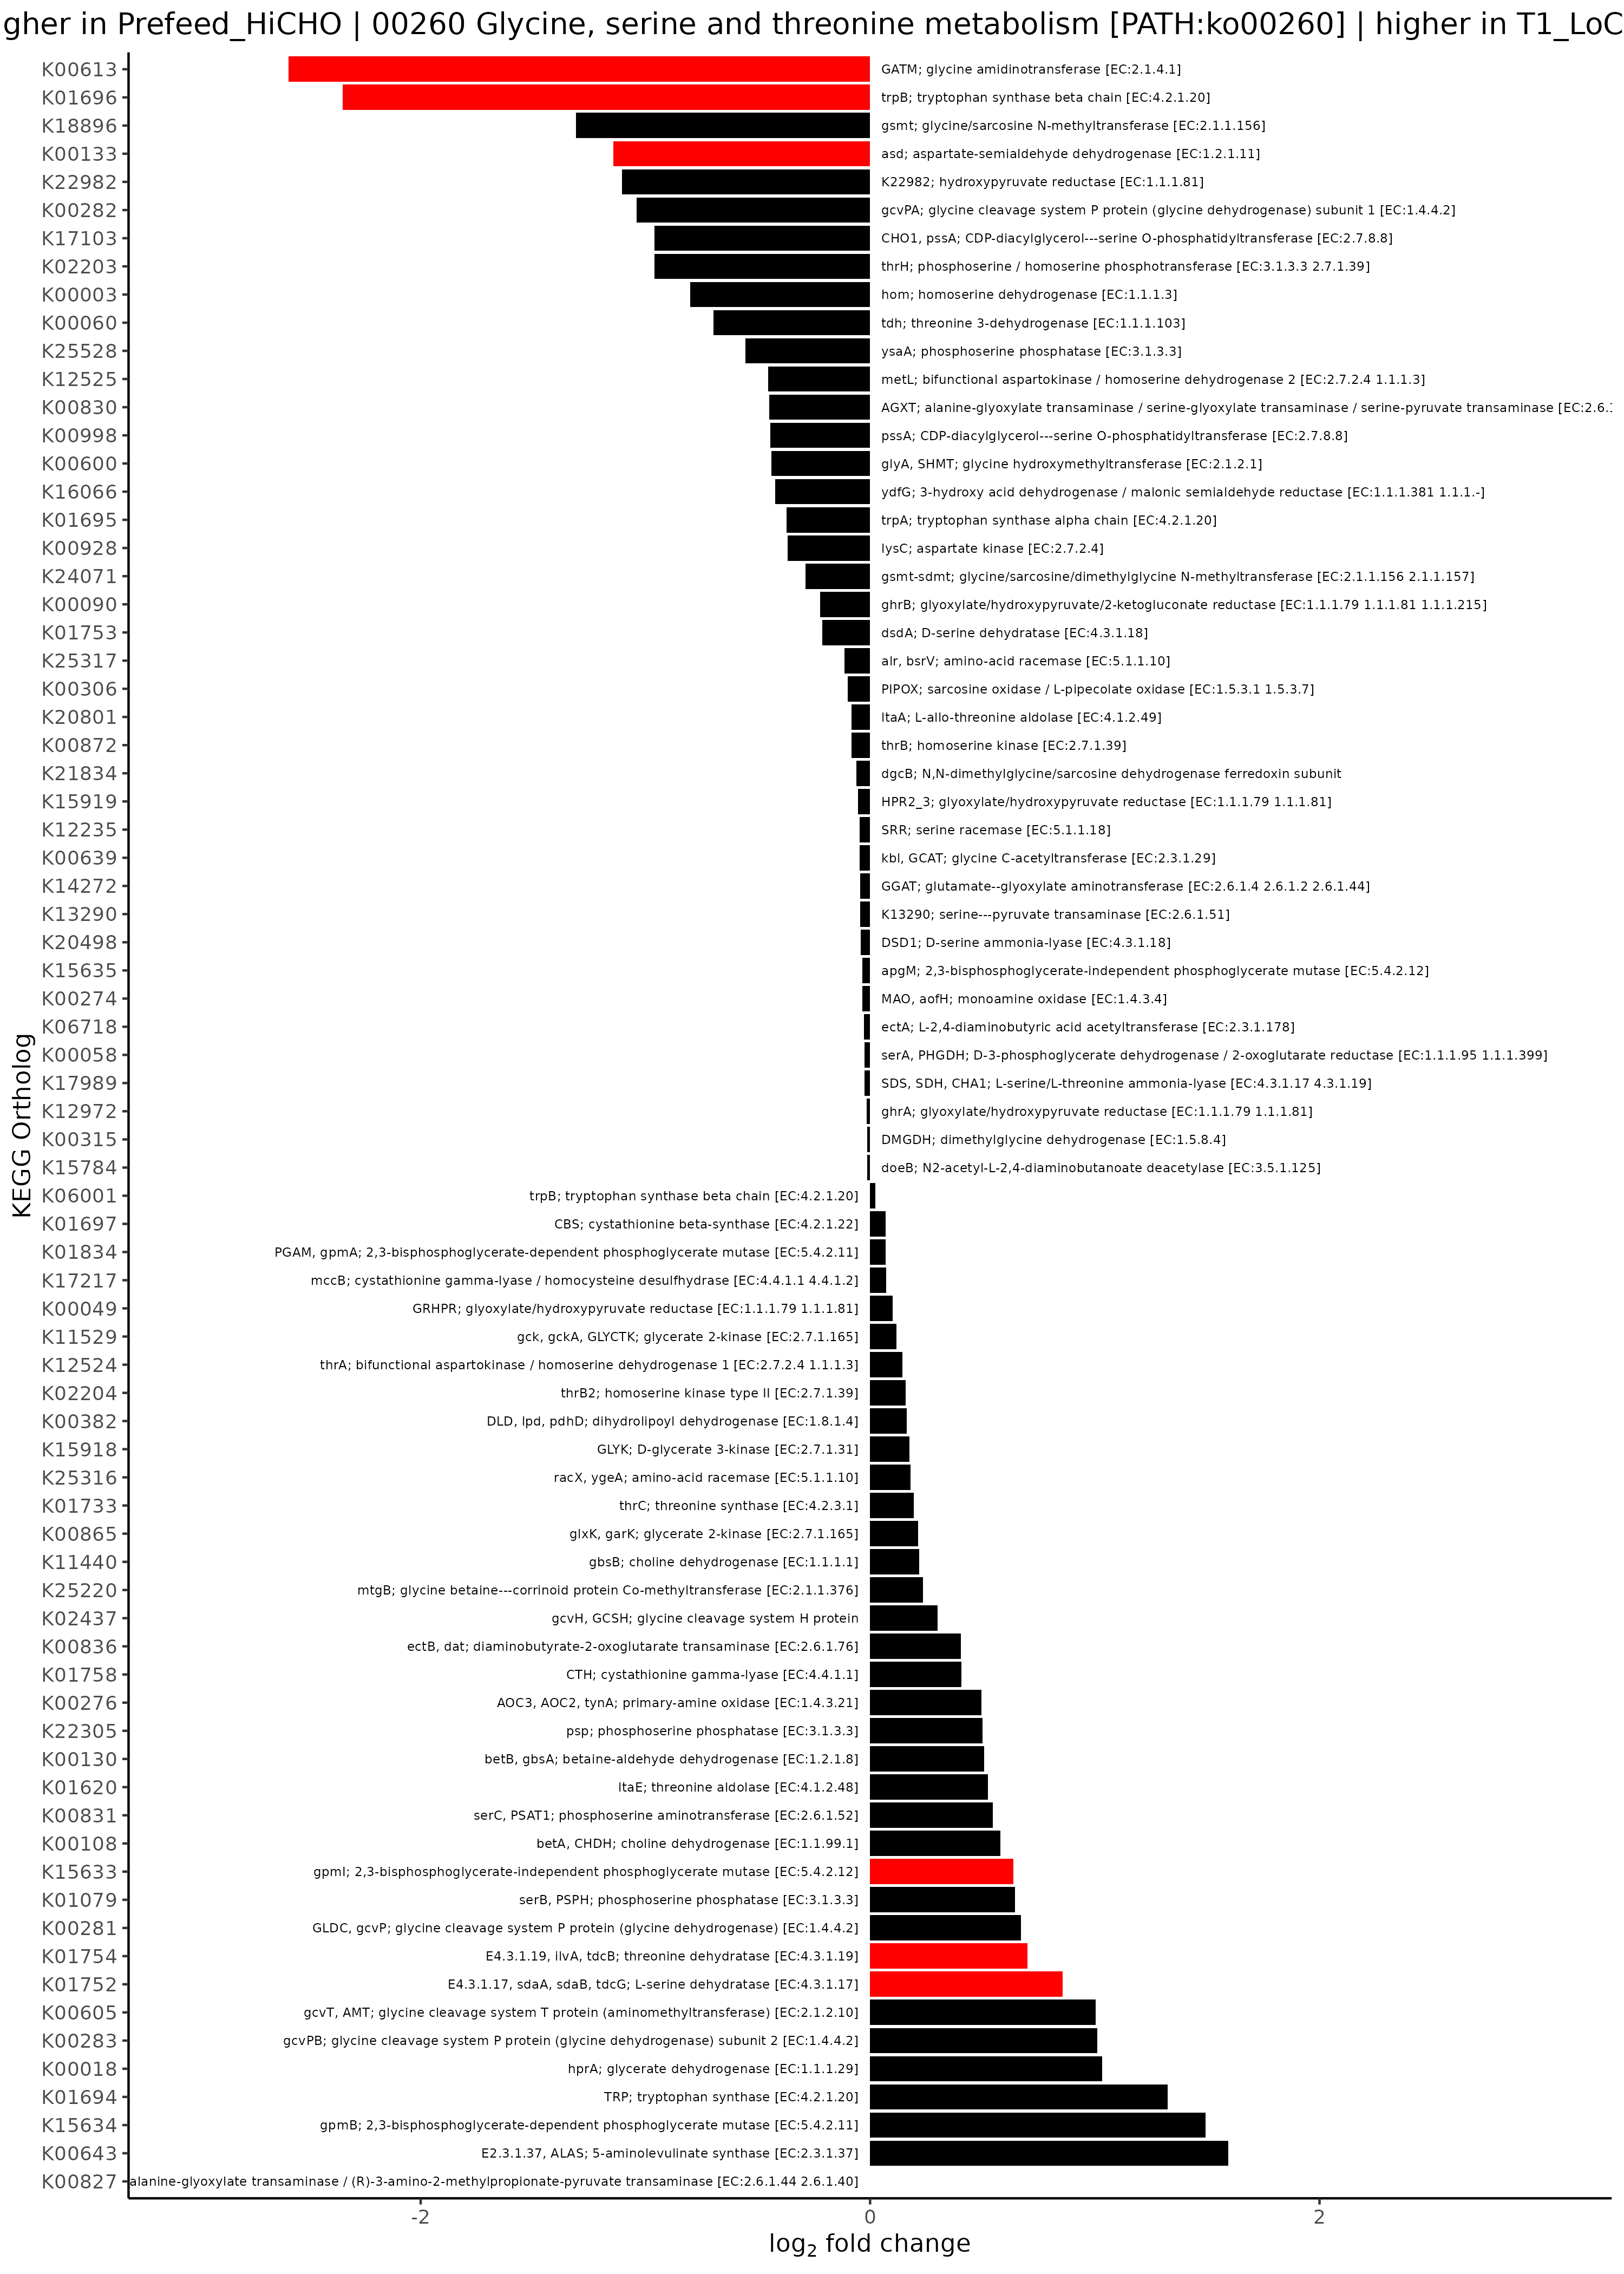 gher in Prefeed_HiCHO | 00260 Glycine, serine and threonine metabolism [PATH:ko00260] | higher in T1_LoC
K00613 GATM; glycine amidinotransferase [EC:2.1.4.1]
K01696 trpB; tryptophan synthase beta chain [EC:4.2.1.20]
K18896 gsmt; glycine/sarcosine N-methyltransferase [EC:2.1.1.156]
K00133 asd; aspartate-semialdehyde dehydrogenase [EC:1.2.1.11]
K22982 K22982; hydroxypyruvate reductase [EC:1.1.1.81]
K00282 gcvPA; glycine cleavage system P protein (glycine dehydrogenase) subunit 1 [EC:1.4.4.2]
K17103 CHO1, pssA; CDP-diacylglycerol---serine O-phosphatidyltransferase [EC:2.7.8.8]
K02203 thrH; phosphoserine / homoserine phosphotransferase [EC:3.1.3.3 2.7.1.39]
K00003 hom; homoserine dehydrogenase [EC:1.1.1.3]
K00060 tdh; threonine 3-dehydrogenase [EC:1.1.1.103]
K25528 ysaA; phosphoserine phosphatase [EC:3.1.3.3]
K12525 metL; bifunctional aspartokinase / homoserine dehydrogenase 2 [EC:2.7.2.4 1.1.1.3]
K00830 AGXT; alanine-glyoxylate transaminase / serine-glyoxylate transaminase / serine-pyruvate transaminase [EC:2.6.
K00998 pssA; CDP-diacylglycerol---serine O-phosphatidyltransferase [EC:2.7.8.8]
K00600 glyA, SHMT; glycine hydroxymethyltransferase [EC:2.1.2.1]
K16066 ydfG; 3-hydroxy acid dehydrogenase / malonic semialdehyde reductase [EC:1.1.1.381 1.1.1.-]
K01695 trpA; tryptophan synthase alpha chain [EC:4.2.1.20]
K00928 lysC; aspartate kinase [EC:2.7.2.4]
K24071 gsmt-sdmt; glycine/sarcosine/dimethylglycine N-methyltransferase [EC:2.1.1.156 2.1.1.157]
K00090 ghrB; glyoxylate/hydroxypyruvate/2-ketogluconate reductase [EC:1.1.1.79 1.1.1.81 1.1.1.215]
K01753 dsdA; D-serine dehydratase [EC:4.3.1.18]
K25317 alr, bsrV; amino-acid racemase [EC:5.1.1.10]
K00306 PIPOX; sarcosine oxidase / L-pipecolate oxidase [EC:1.5.3.1 1.5.3.7]
K20801 ltaA; L-allo-threonine aldolase [EC:4.1.2.49]
K00872 thrB; homoserine kinase [EC:2.7.1.39]
K21834 dgcB; N,N-dimethylglycine/sarcosine dehydrogenase ferredoxin subunit
K15919 HPR2_3; glyoxylate/hydroxypyruvate reductase [EC:1.1.1.79 1.1.1.81]
K12235 SRR; serine racemase [EC:5.1.1.18]
K00639 kbl, GCAT; glycine C-acetyltransferase [EC:2.3.1.29]
K14272 GGAT; glutamate--glyoxylate aminotransferase [EC:2.6.1.4 2.6.1.2 2.6.1.44]
K13290 K13290; serine---pyruvate transaminase [EC:2.6.1.51]
K20498 DSD1; D-serine ammonia-lyase [EC:4.3.1.18]
K15635 apgM; 2,3-bisphosphoglycerate-independent phosphoglycerate mutase [EC:5.4.2.12]
K00274 MAO, aofH; monoamine oxidase [EC:1.4.3.4]
K06718 ectA; L-2,4-diaminobutyric acid acetyltransferase [EC:2.3.1.178]
K00058 serA, PHGDH; D-3-phosphoglycerate dehydrogenase / 2-oxoglutarate reductase [EC:1.1.1.95 1.1.1.399]
K17989 SDS, SDH, CHA1; L-serine/L-threonine ammonia-lyase [EC:4.3.1.17 4.3.1.19]
K12972 ghrA; glyoxylate/hydroxypyruvate reductase [EC:1.1.1.79 1.1.1.81]
K00315 DMGDH; dimethylglycine dehydrogenase [EC:1.5.8.4]
K15784 doeB; N2-acetyl-L-2,4-diaminobutanoate deacetylase [EC:3.5.1.125]
K06001 trpB; tryptophan synthase beta chain [EC:4.2.1.20]
K01697 CBS; cystathionine beta-synthase [EC:4.2.1.22]
K01834 PGAM, gpmA; 2,3-bisphosphoglycerate-dependent phosphoglycerate mutase [EC:5.4.2.11]
K17217 mccB; cystathionine gamma-lyase / homocysteine desulfhydrase [EC:4.4.1.1 4.4.1.2]
K00049 GRHPR; glyoxylate/hydroxypyruvate reductase [EC:1.1.1.79 1.1.1.81]
K11529 gck, gckA, GLYCTK; glycerate 2-kinase [EC:2.7.1.165]
K12524 thrA; bifunctional aspartokinase / homoserine dehydrogenase 1 [EC:2.7.2.4 1.1.1.3]
K02204 thrB2; homoserine kinase type II [EC:2.7.1.39]
K00382 DLD, lpd, pdhD; dihydrolipoyl dehydrogenase [EC:1.8.1.4]
K15918 GLYK; D-glycerate 3-kinase [EC:2.7.1.31]
K25316 racX, ygeA; amino-acid racemase [EC:5.1.1.10]
K01733 thrC; threonine synthase [EC:4.2.3.1]
K00865 glxK, garK; glycerate 2-kinase [EC:2.7.1.165]
K11440 gbsB; choline dehydrogenase [EC:1.1.1.1]
K25220 mtgB; glycine betaine---corrinoid protein Co-methyltransferase [EC:2.1.1.376]
K02437 gcvH, GCSH; glycine cleavage system H protein
K00836 ectB, dat; diaminobutyrate-2-oxoglutarate transaminase [EC:2.6.1.76]
K01758 CTH; cystathionine gamma-lyase [EC:4.4.1.1]
K00276 AOC3, AOC2, tynA; primary-amine oxidase [EC:1.4.3.21]
K22305 psp; phosphoserine phosphatase [EC:3.1.3.3]
K00130 betB, gbsA; betaine-aldehyde dehydrogenase [EC:1.2.1.8]
K01620 ltaE; threonine aldolase [EC:4.1.2.48]
K00831 serC, PSAT1; phosphoserine aminotransferase [EC:2.6.1.52]
K00108 betA, CHDH; choline dehydrogenase [EC:1.1.99.1]
K15633 gpmI; 2,3-bisphosphoglycerate-independent phosphoglycerate mutase [EC:5.4.2.12]
K01079 serB, PSPH; phosphoserine phosphatase [EC:3.1.3.3]
K00281 GLDC, gcvP; glycine cleavage system P protein (glycine dehydrogenase) [EC:1.4.4.2]
K01754 E4.3.1.19, ilvA, tdcB; threonine dehydratase [EC:4.3.1.19]
K01752 E4.3.1.17, sdaA, sdaB, tdcG; L-serine dehydratase [EC:4.3.1.17]
K00605 gcvT, AMT; glycine cleavage system T protein (aminomethyltransferase) [EC:2.1.2.10]
K00283 gcvPB; glycine cleavage system P protein (glycine dehydrogenase) subunit 2 [EC:1.4.4.2]
K00018 hprA; glycerate dehydrogenase [EC:1.1.1.29]
K01694 TRP; tryptophan synthase [EC:4.2.1.20]
K15634 gpmB; 2,3-bisphosphoglycerate-dependent phosphoglycerate mutase [EC:5.4.2.11]
K00643 E2.3.1.37, ALAS; 5-aminolevulinate synthase [EC:2.3.1.37]
K00827 alanine-glyoxylate transaminase / (R)-3-amino-2-methylpropionate-pyruvate transaminase [EC:2.6.1.44 2.6.1.40]
KEGG Ortholog
-2 0 2
log2 fold change